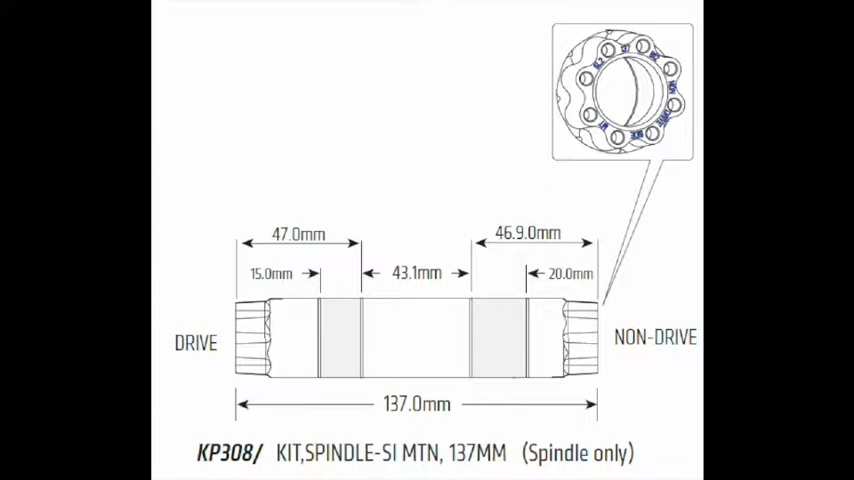 47.0mm
46.9.0mm
15.0mm
43.1mm
20.0mm
DRIVE
NON-DRIVE
137.0mm
KP308/ KIT,SPINDLE-SI MTN, 137MM (Spindle only)